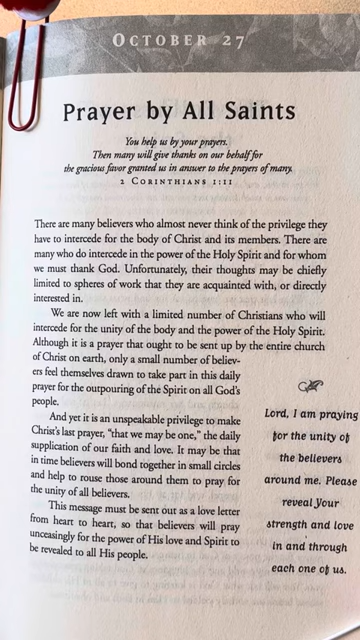 OCTOBER 27
Prayer by All Saints
You help us by your prayers.
Then many will give thanks on our behalf for
the gracious favor granted us in answer to the prayers of many.
2 CORINTHIANS 1:11
There are many believers who almost never think of the privilege they
have to intercede for the body of Christ and its members. There are
many who do intercede in the power of the Holy Spirit and for whom
we must thank God. Unfortunately, their thoughts may be chiefly
limited to spheres of work that they are acquainted with, or directly
interested in.
We are now left with a limited number of Christians who will
intercede for the unity of the body and the power of the Holy Spirit.
Although it is a prayer that ought to be sent up by the entire church
of Christ on earth, only a small number of believ-
ers feel themselves drawn to take part in this daily
prayer for the outpouring of the Spirit on all God's
people.
And yet it is an unspeakable privilege to make
Christ's last prayer, "that we may be one," the daily
supplication of our faith and love. It may be that
in time believers will bond together in small circles
and help to rouse those around them to pray for
the unity of all believers.
This message must be sent out as a love letter
from heart to heart, so that believers will pray
unceasingly for the power of His love and Spirit to
be revealed to all His people.
Lord, I am praying
for the unity of
the believers
around me. Please
reveal Your
strength and love
in and through
each one of us.